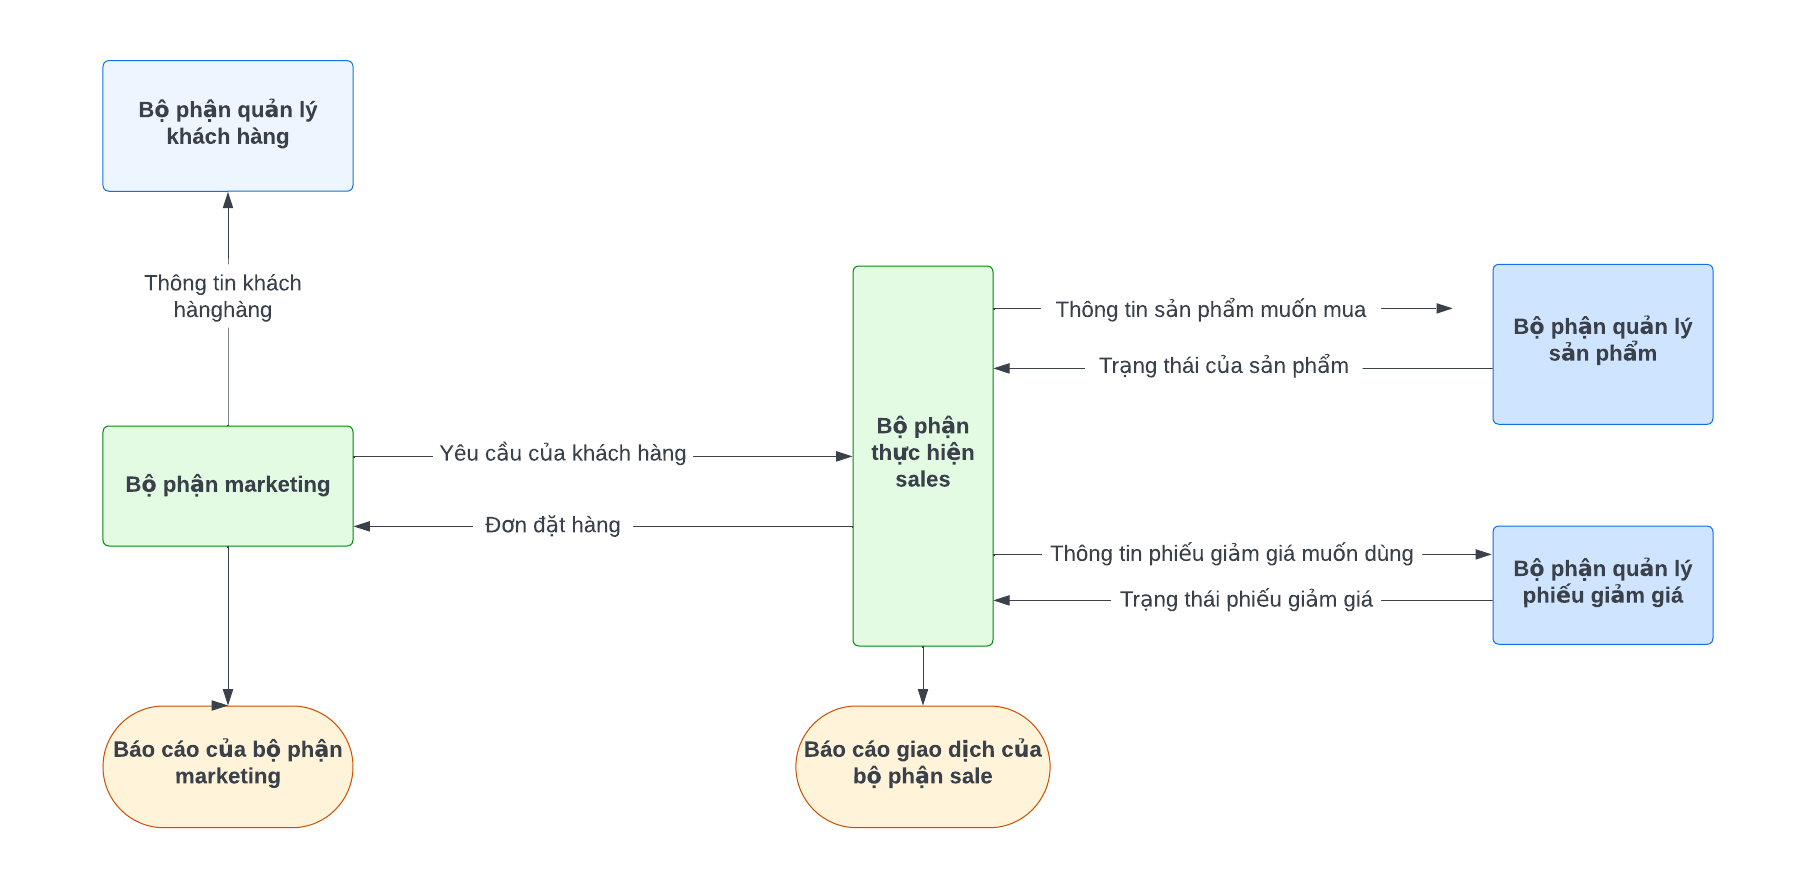 Bộ phận quản lý
khách hàng
Thông tin khách
hànghàng
Bộ phận marketing
Yêu cầu của khách hàng
Đơn đặt hàng
Bộ phận
thực hiện
sales
Thông tin sản phẩm muốn mua
Trạng thái của sản phẩm
Bộ phận quản lý
sản phẩm
Thông tin phiếu giảm giá muốn dùng
Trạng thái phiếu giảm giá
Bộ phận quản lý
phiếu giảm giá
Báo cáo của bộ phận
marketing
Báo cáo giao dịch của
bộ phận sale